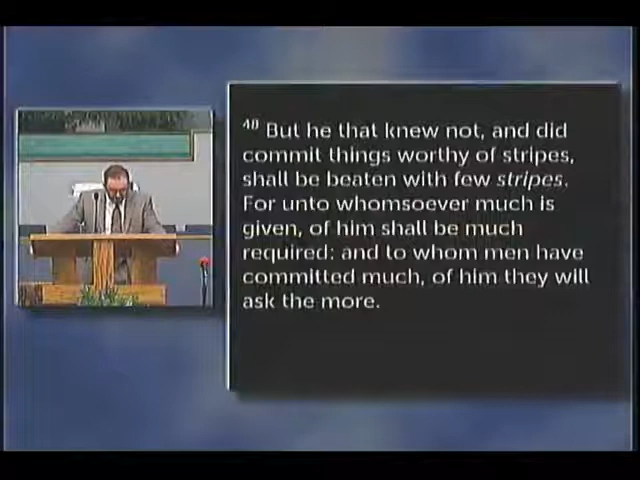 48 But he that knew not, and did
commit things worthy of stripes,
shall be beaten with few stripes.
For unto whomsoever much is
given, of him shall be much
required: and to whom men have
committed much, of him they will
ask the more.